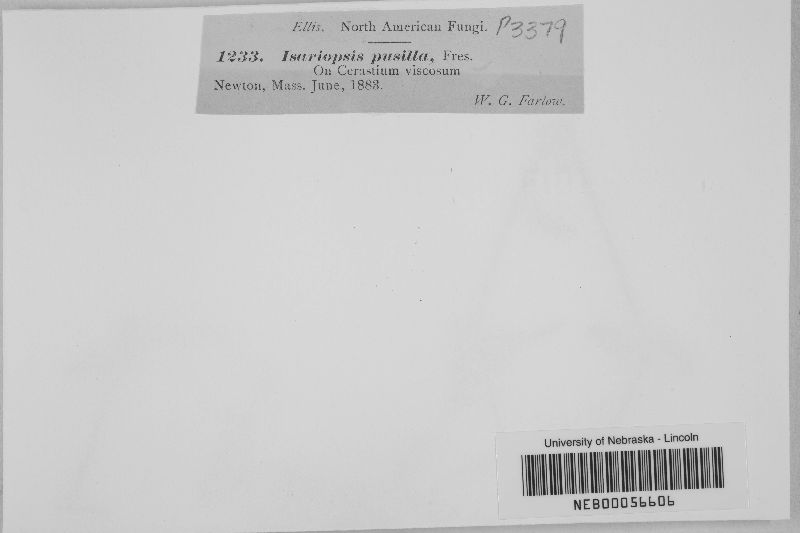 Ellis. North American Fungi. P3379
1233. Isariopsis pusilla, Fres.
On Cerastium viscosum
Newton, Mass. June, 1883.
W. G. Farlow.
University of Nebraska - Lincoln
NEB00056606